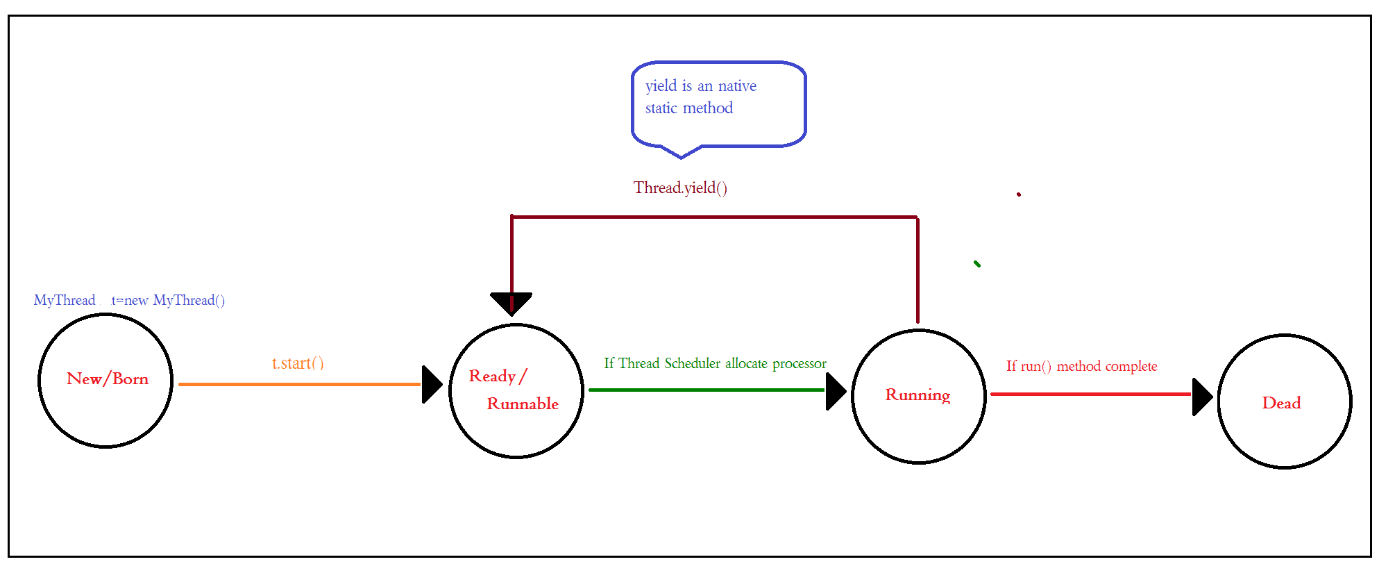 yield is an native
static method
Thread.yield()
MyThread t=new MyThread()
New/Born
t.start()
Ready/
Runnable
If Thread Scheduler allocate processor
Running
If run() method complete
Dead